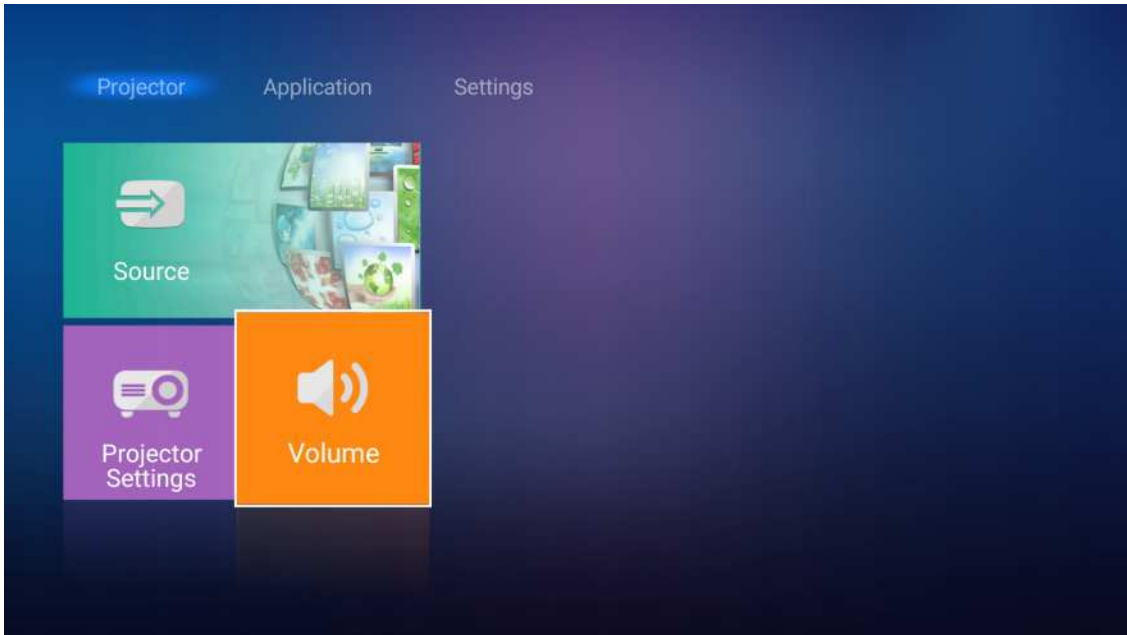 Projector Application Settings
Source
Projector
Settings
Volume